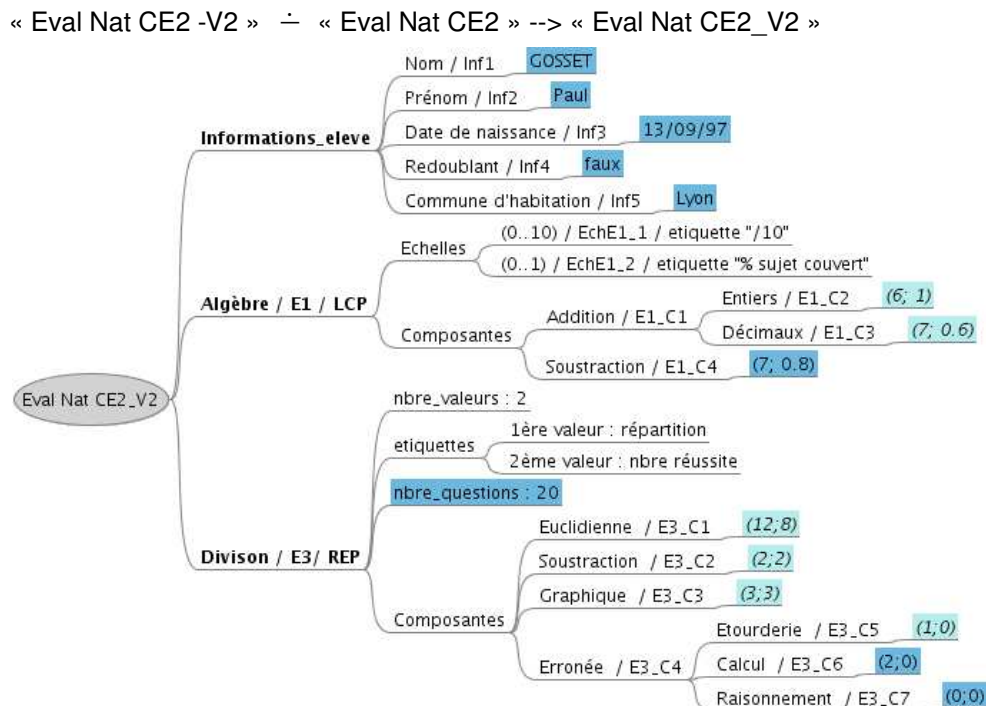 « Eval Nat CE2 -V2 » ∸ « Eval Nat CE2 » --> « Eval Nat CE2_V2 »
Eval Nat CE2_V2
Informations_eleve
Nom / Inf1 GOSSET
Prénom / Inf2 Paul
Date de naissance / Inf3 13/09/97
Redoublant / Inf4 faux
Commune d'habitation / Inf5 Lyon
Algèbre / E1 / LCP
Echelles
(0..10) / EchE1_1 / etiquette "/10"
(0..1) / EchE1_2 / etiquette "% sujet couvert"
Composantes
Addition / E1_C1
Entiers / E1_C2 (6; 1)
Décimaux / E1_C3 (7; 0.6)
Soustraction / E1_C4 (7; 0.8)
Divison / E3/ REP
nbre_valeurs : 2
etiquettes
1ère valeur : répartition
2ème valeur : nbre réussite
nbre_questions : 20
Composantes
Euclidienne / E3_C1 (12;8)
Soustraction / E3_C2 (2;2)
Graphique / E3_C3 (3;3)
Erronée / E3_C4
Etourderie / E3_C5 (1;0)
Calcul / E3_C6 (2;0)
Raisonnement / E3_C7 (0;0)